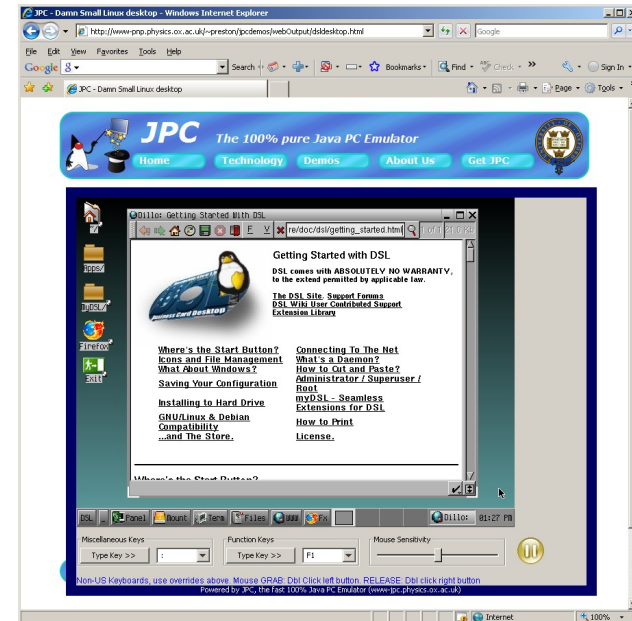 JPC - Damn Small Linux desktop - Windows Internet Explorer
http://www-pnp.physics.ox.ac.uk/~preston/jpcdemos/webOutput/dsldesktop.html
Google
File Edit View Favorites Tools Help
Google Search Bookmarks Find Check Sign In
JPC - Damn Small Linux desktop
Page Tools
JPC The 100% pure Java PC Emulator
Home Technology Demos About Us Get JPC
Dillo: Getting Started With DSL
re/doc/dsl/getting_started.html
Apps/
MyDSL/
Firefox
Exit
Business Card Desktop
Getting Started with DSL
DSL comes with ABSOLUTELY NO WARRANTY,
to the extend permitted by applicable law.
The DSL Site, Support Forums
DSL Wiki User Contributed Support
Extension Library
Where's the Start Button?
Icons and File Management
What About Windows?
Saving Your Configuration
Installing to Hard Drive
GNU/Linux & Debian
Compatibility
...and The Store.
Connecting To The Net
What's a Daemon?
How to Cut and Paste?
Administrator / Superuser /
Root
myDSL - Seamless
Extensions for DSL
How to Print
License.
Where's the Start Button?
DSL Panel Mount Term Files WWW Fx Dillo: 01:27 PM
Miscellaneous Keys Function Keys Mouse Sensitivity
Type Key >> : Type Key >> F1
Non-US Keyboards, use overrides above. Mouse GRAB: Dbl Click left button. RELEASE: Dbl click right button
Powered by JPC, the fast 100% Java PC Emulator (www-jpc.physics.ox.ac.uk)
Internet 100%